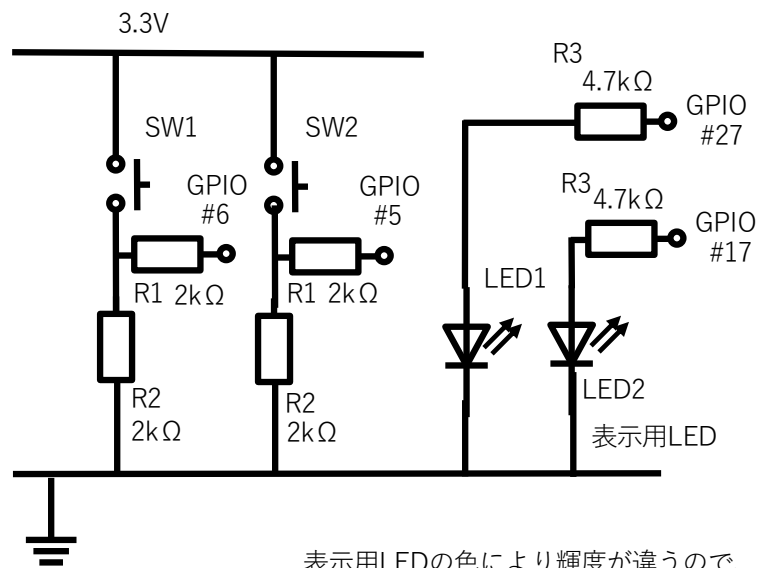 3.3V
R3
4.7kΩ
GPIO
#27
SW1
SW2
R3
4.7kΩ
GPIO
#6
GPIO
#5
GPIO
#17
LED1
R1 2kΩ
R1 2kΩ
LED2
R2
2kΩ
R2
2kΩ
表示用LED
表示用LEDの色により輝度が違うので